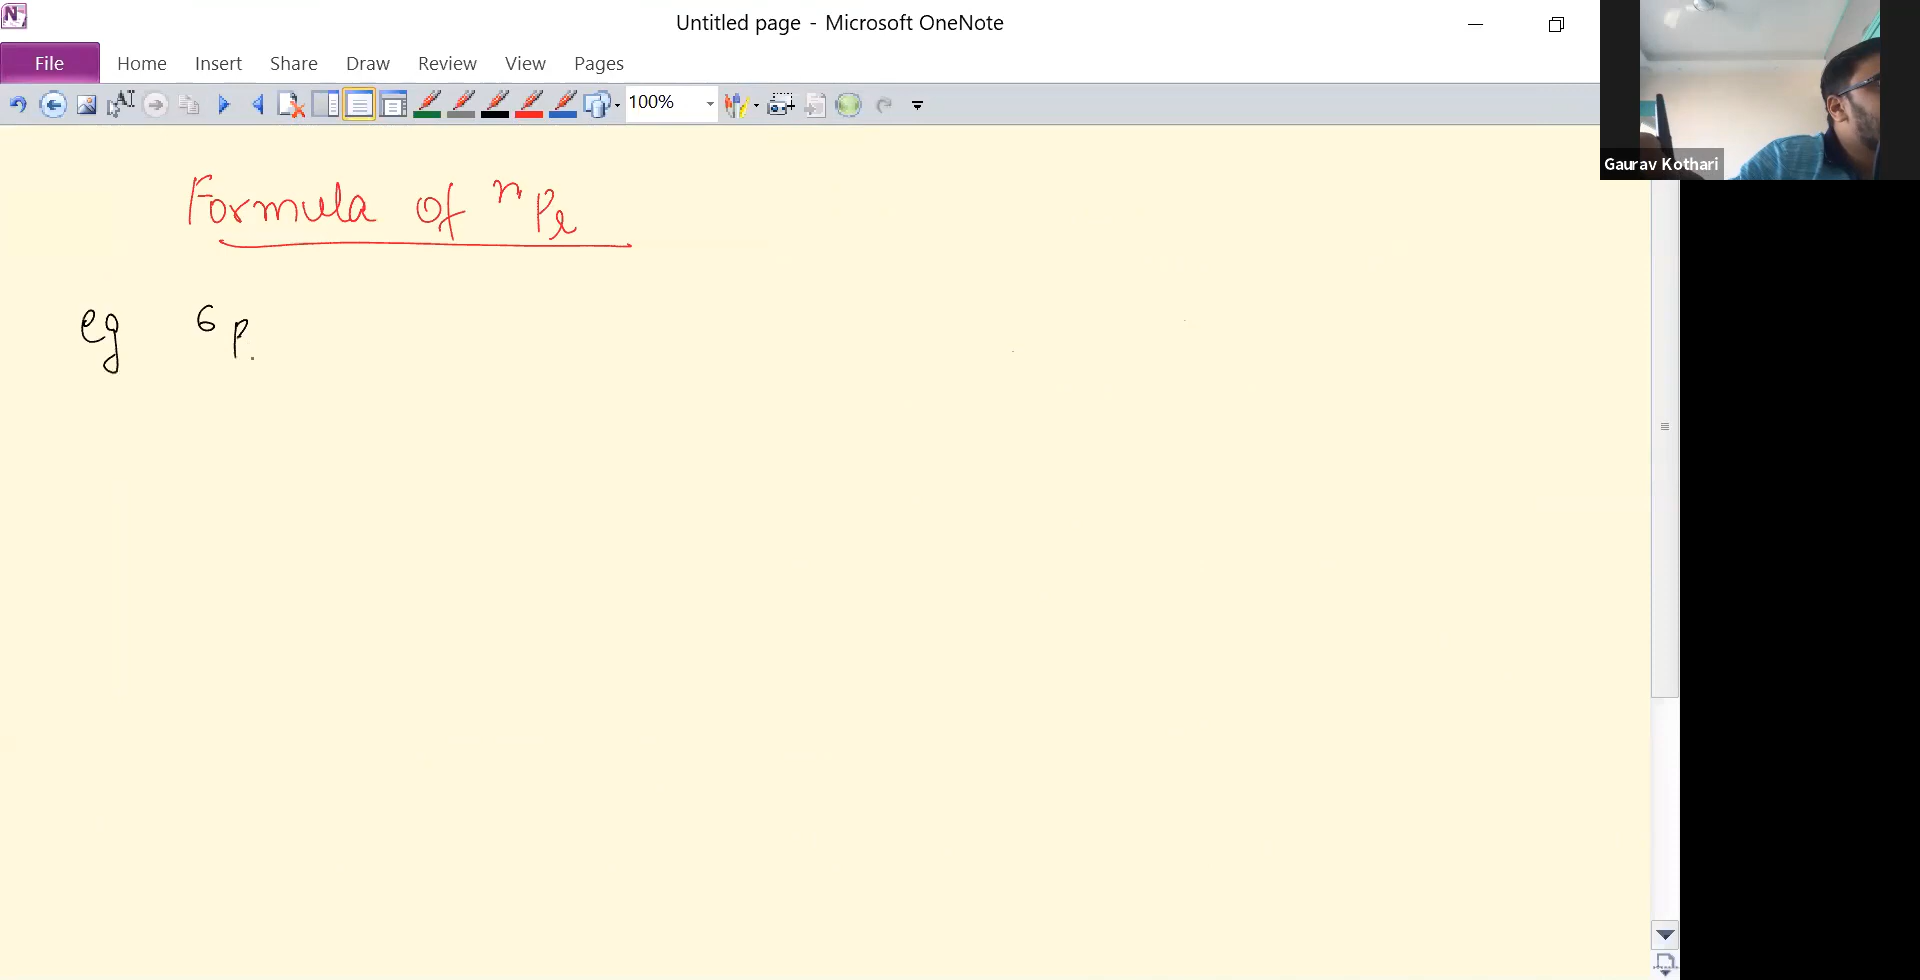 Untitled page - Microsoft OneNote
File Home Insert Share Draw Review View Pages
100%
Gaurav Kothari
Formula of ⁿPr
eg ⁶P